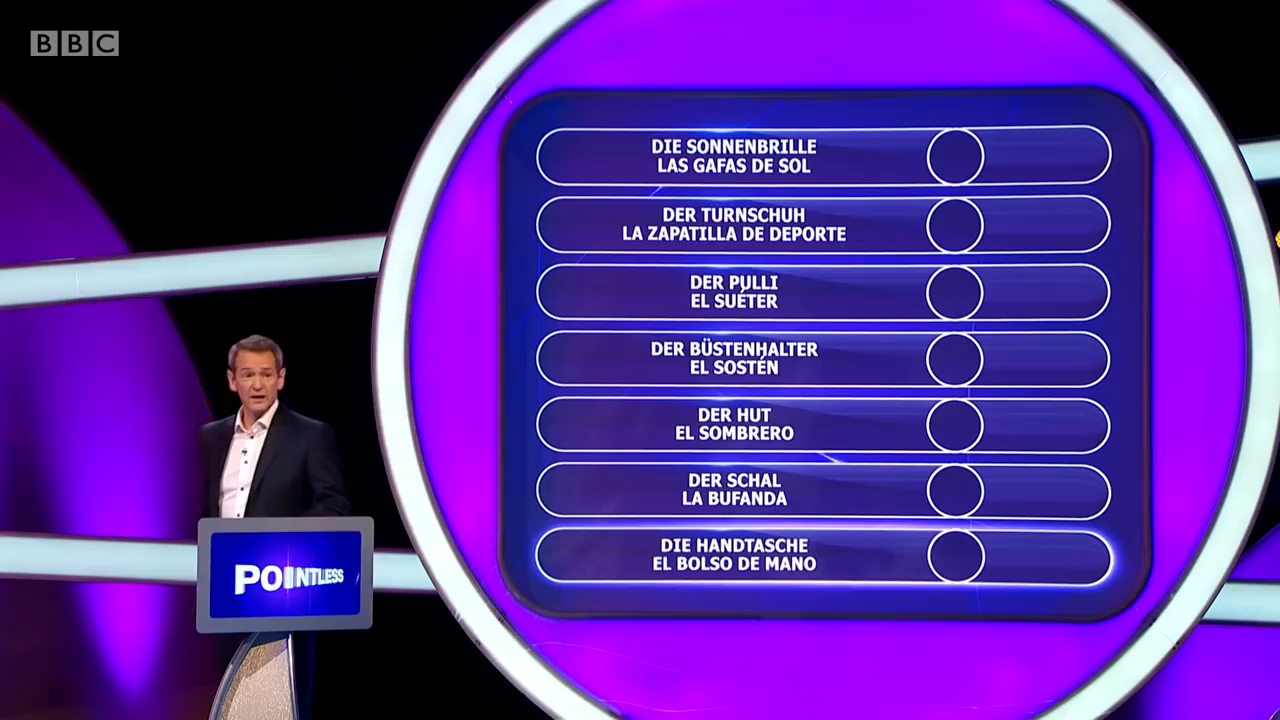 BBC
DIE SONNENBRILLE
LAS GAFAS DE SOL
DER TURNSCHUH
LA ZAPATILLA DE DEPORTE
DER PULLI
EL SUÉTER
DER BÜSTENHALTER
EL SOSTÉN
DER HUT
EL SOMBRERO
DER SCHAL
LA BUFANDA
DIE HANDTASCHE
EL BOLSO DE MANO
POINTLESS